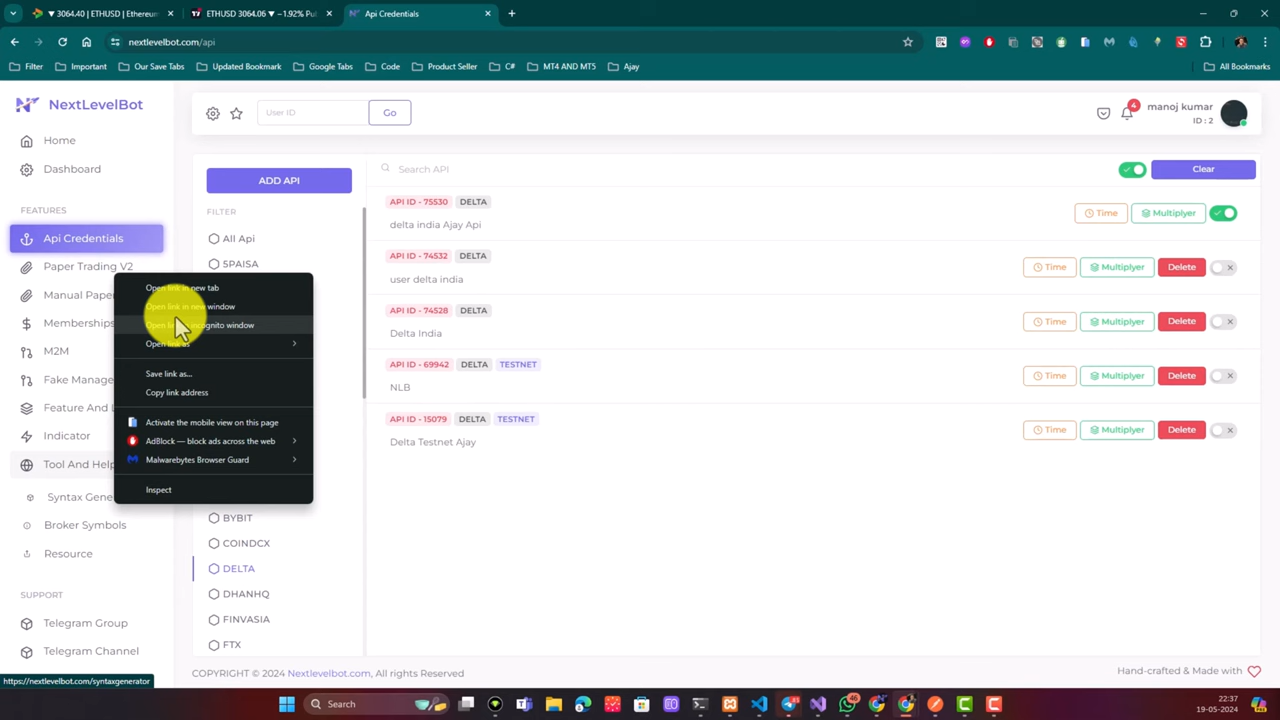 3064.40 | ETHUSD | Ethereum
ETHUSD 3064.06 ▼ −1.92%
Api Credentials
nextlevelbot.com/api
Filter
Important
Our Save Tabs
Updated Bookmark
Google Tabs
Code
Product Seller
C#
MT4 AND MT5
Ajay
All Bookmarks
NextLevelBot
User ID
Go
4
manoj kumar
ID : 2
Home
Dashboard
FEATURES
Api Credentials
Paper Trading V2
Manual Pape
Memberships
M2M
Fake Manage
Feature And L
Indicator
Tool And Help
Syntax Gene
Broker Symbols
Resource
SUPPORT
Telegram Group
Telegram Channel
Open link in new tab
Open link in new window
Open link in incognito window
Open link as
Save link as...
Copy link address
Activate the mobile view on this page
AdBlock — block ads across the web
Malwarebytes Browser Guard
Inspect
ADD API
FILTER
All Api
5PAISA
BYBIT
COINDCX
DELTA
DHANHQ
FINVASIA
FTX
Search API
Clear
API ID - 75530 DELTA
delta india Ajay Api
Time Multiplyer
API ID - 74532 DELTA
user delta india
Time Multiplyer Delete
API ID - 74528 DELTA
Delta India
Time Multiplyer Delete
API ID - 69942 DELTA TESTNET
NLB
Time Multiplyer Delete
API ID - 15079 DELTA TESTNET
Delta Testnet Ajay
Time Multiplyer Delete
COPYRIGHT © 2024 Nextlevelbot.com, All rights Reserved
Hand-crafted & Made with
https://nextlevelbot.com/syntaxgenerator
Search
46
22:37
19-05-2024